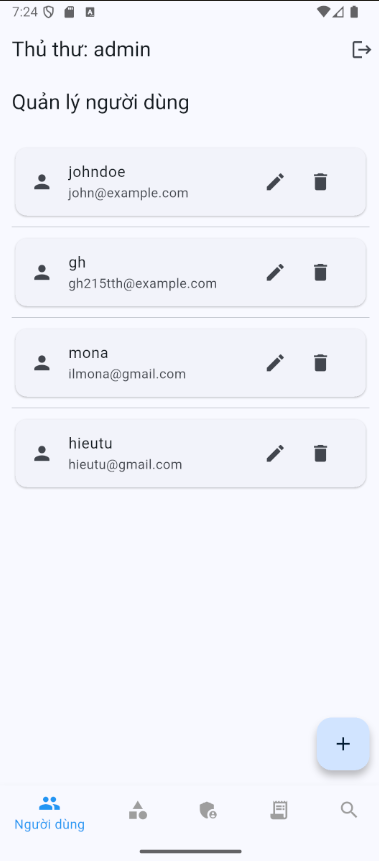 7:24
Thủ thư: admin
Quản lý người dùng
johndoe
john@example.com
gh
gh215tth@example.com
mona
ilmona@gmail.com
hieutu
hieutu@gmail.com
Người dùng